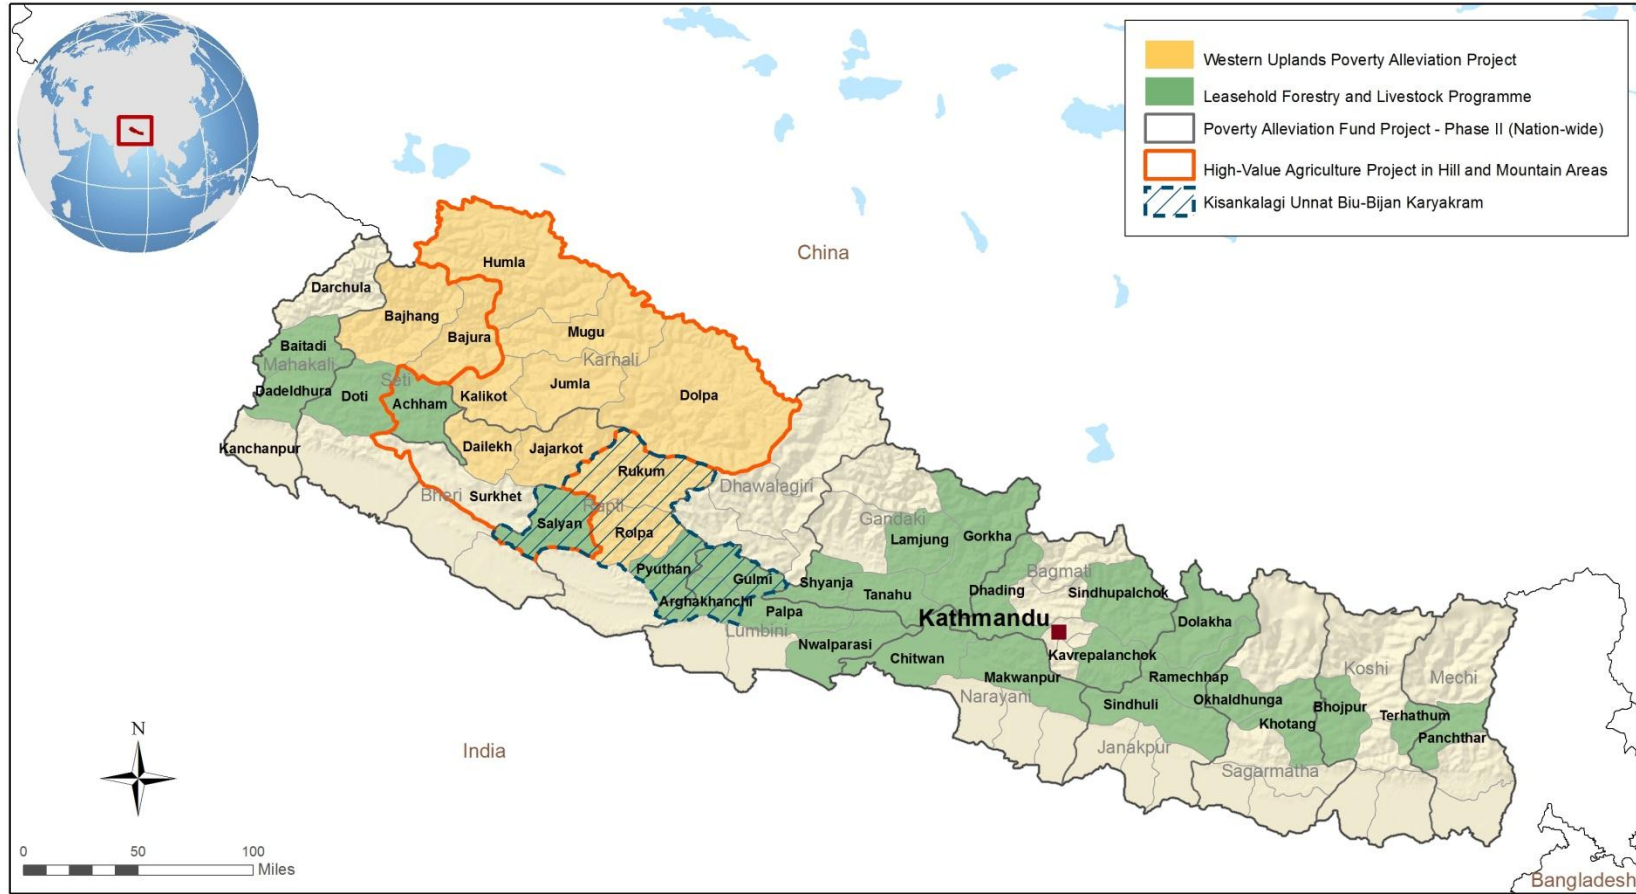 Western Uplands Poverty Alleviation Project
Leasehold Forestry and Livestock Programme
Poverty Alleviation Fund Project - Phase II (Nation-wide)
High-Value Agriculture Project in Hill and Mountain Areas
Kisankalagi Unnat Biu-Bijan Karyakram
China
Humla
Darchula
Bajhang
Bajura
Mugu
Baitadi
Karnali
Mahakali
Seti
Jumla
Dadeldhura
Doti
Achham
Kalikot
Dolpa
Kanchanpur
Dailekh
Jajarkot
Rukum
Dhawalagiri
Bheri
Surkhet
Rapti
Salyan
Rolpa
Gandaki
Lamjung
Gorkha
Pyuthan
Gulmi
Shyanja
Bagmati
Arghakhanchi
Tanahu
Dhading
Sindhupalchok
Palpa
Kathmandu
Dolakha
Lumbini
Nwalparasi
Chitwan
Kavrepalanchok
Koshi
Mechi
Makwanpur
Ramechhap
Narayani
Sindhuli
Okhaldhunga
Bhojpur
Terhathum
Khotang
Panchthar
India
Janakpur
Sagarmatha
N
0 50 100
Miles
Bangladesh